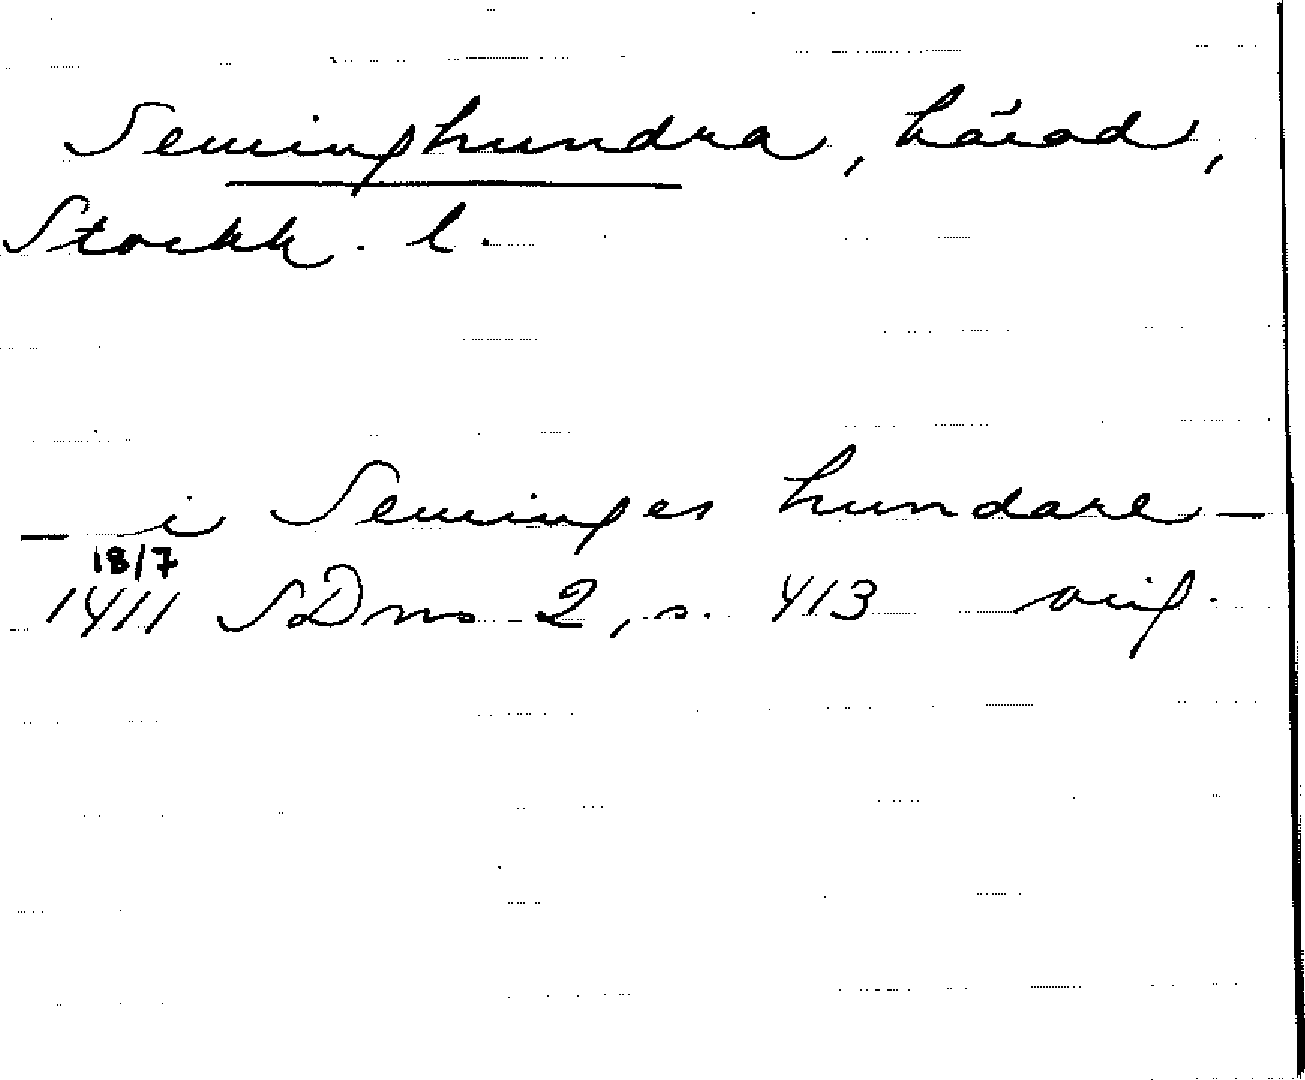 Seminghundra, härad,
Stockh. l.
— i Seminges hundare —
18/7
1411 SDns 2, s. 413 orig.